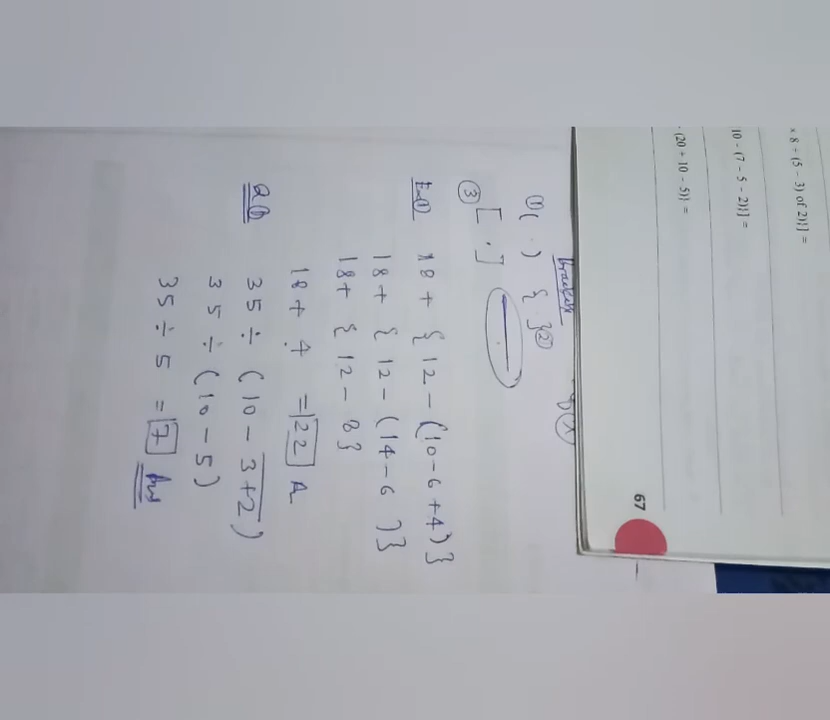 × 8 ÷ (5 – 3) of 2}] =
10 – (7 – 5 – 2)}] =
(20 + 10 – 5)} =
67
brackets
① ( . ) { . } ②
③ [ . ]
18 + { 12 – (10 – 6 + 4) }
18 + { 12 – (14 – 6 ) }
18 + { 12 – 8 }
18 + 4 = 22 A
35 ÷ ( 10 – 3+2 )
35 ÷ ( 10 – 5 )
35 ÷ 5 = 7 Ans